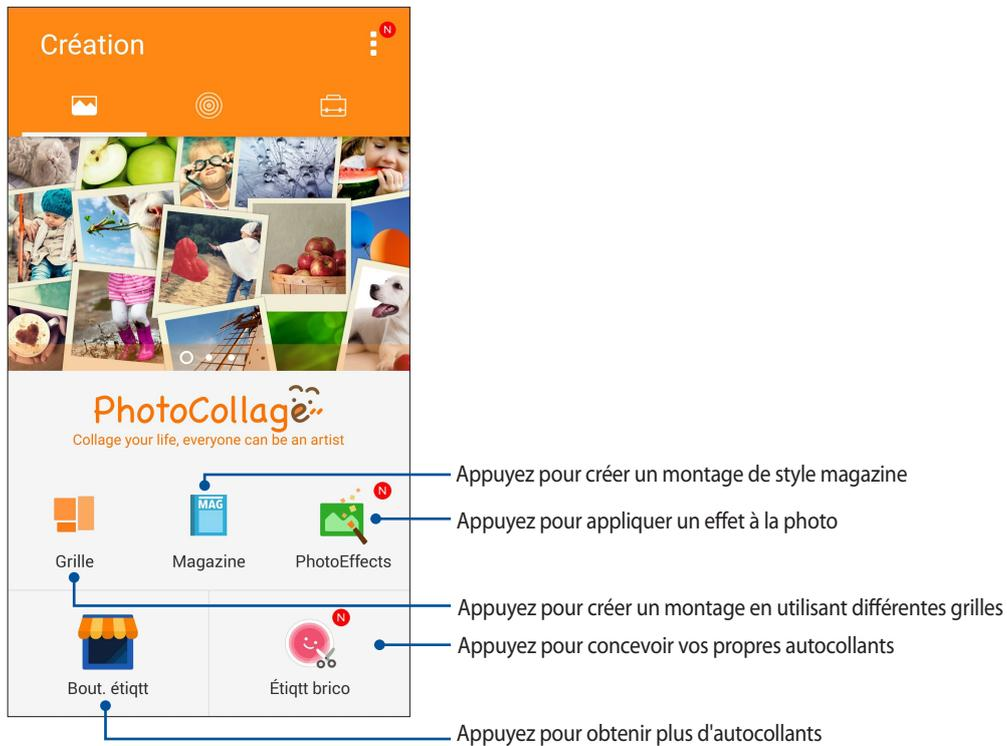 Création
N
PhotoCollage
Collage your life, everyone can be an artist
Appuyez pour créer un montage de style magazine
N
MAG
Appuyez pour appliquer un effet à la photo
Grille
Magazine
PhotoEffects
Appuyez pour créer un montage en utilisant différentes grilles
N
Appuyez pour concevoir vos propres autocollants
Bout. étiqtt
Étiqtt brico
Appuyez pour obtenir plus d'autocollants